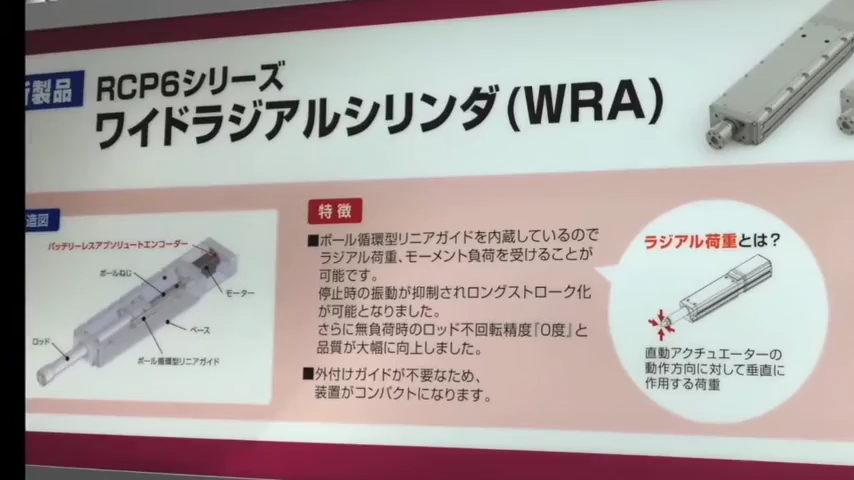 新製品
RCP6シリーズ
ワイドラジアルシリンダ(WRA)
造図
バッテリーレスアブソリュートエンコーダー
ボールねじ
モーター
ベース
ロッド
ボール循環型リニアガイド
特徴
■ボール循環型リニアガイドを内蔵しているので
ラジアル荷重、モーメント負荷を受けることが
可能です。
停止時の振動が抑制されロングストローク化
が可能となりました。
さらに無負荷時のロッド不回転精度『0度』と
品質が大幅に向上しました。
■外付けガイドが不要なため、
装置がコンパクトになります。
ラジアル荷重とは?
直動アクチュエーターの
動作方向に対して垂直に
作用する荷重